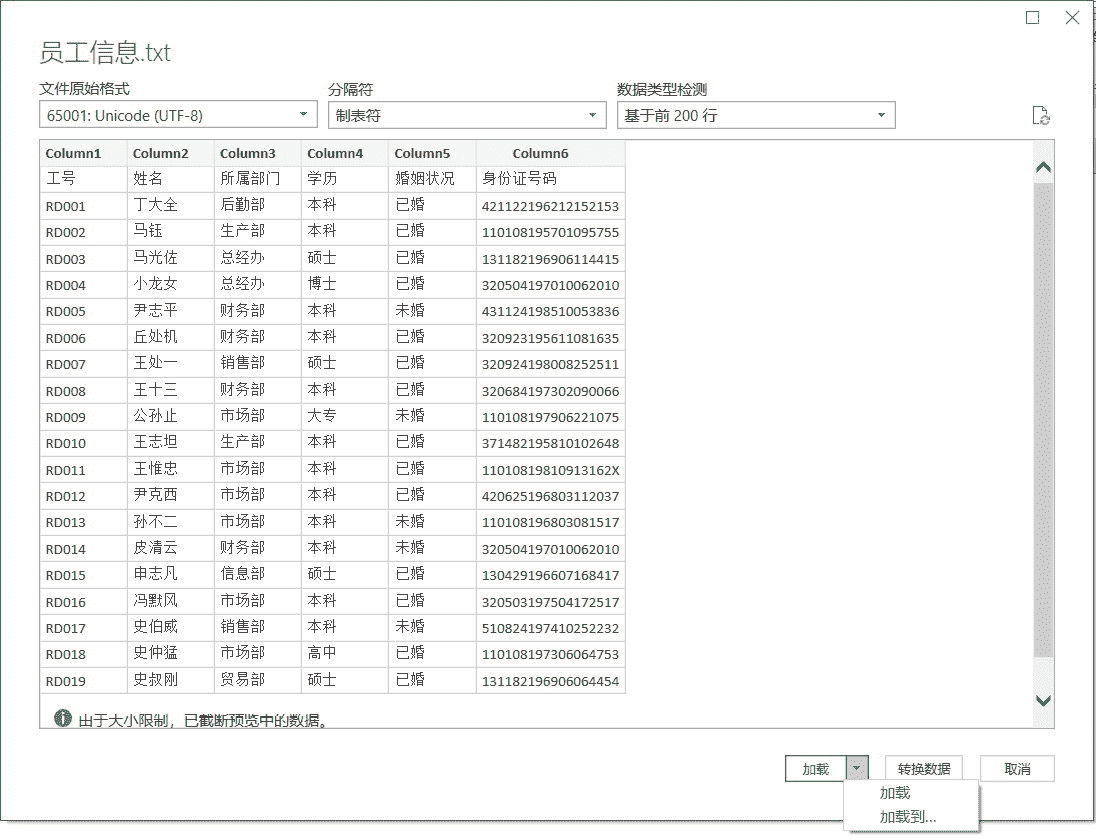 员工信息.txt
文件原始格式 分隔符 数据类型检测
65001: Unicode (UTF-8) 制表符 基于前 200 行
Column1 Column2 Column3 Column4 Column5 Column6
工号 姓名 所属部门 学历 婚姻状况 身份证号码
RD001 丁大全 后勤部 本科 已婚 421122196212152153
RD002 马钰 生产部 本科 已婚 110108195701095755
RD003 马光佐 总经办 硕士 已婚 131182196906114415
RD004 小龙女 总经办 博士 已婚 320504197010062010
RD005 尹志平 财务部 本科 未婚 431124198510053836
RD006 丘处机 财务部 本科 已婚 320923195611081635
RD007 王处一 销售部 硕士 已婚 320924198008252511
RD008 王十三 财务部 本科 已婚 320684197302090066
RD009 公孙止 市场部 大专 未婚 110108197906221075
RD010 王志坦 生产部 本科 已婚 371482195810102648
RD011 王惟忠 市场部 本科 已婚 11010819810913162X
RD012 尹克西 市场部 本科 已婚 420625196803112037
RD013 孙不二 市场部 本科 未婚 110108196803081517
RD014 皮清云 财务部 本科 未婚 320504197010062010
RD015 申志凡 信息部 硕士 已婚 130429196607168417
RD016 冯默风 市场部 本科 已婚 320503197504172517
RD017 史伯威 销售部 本科 未婚 510824197410252232
RD018 史仲猛 市场部 高中 已婚 110108197306064753
RD019 史叔刚 贸易部 硕士 已婚 131182196906064454
由于大小限制，已截断预览中的数据。
加载 转换数据 取消
加载
加载到...